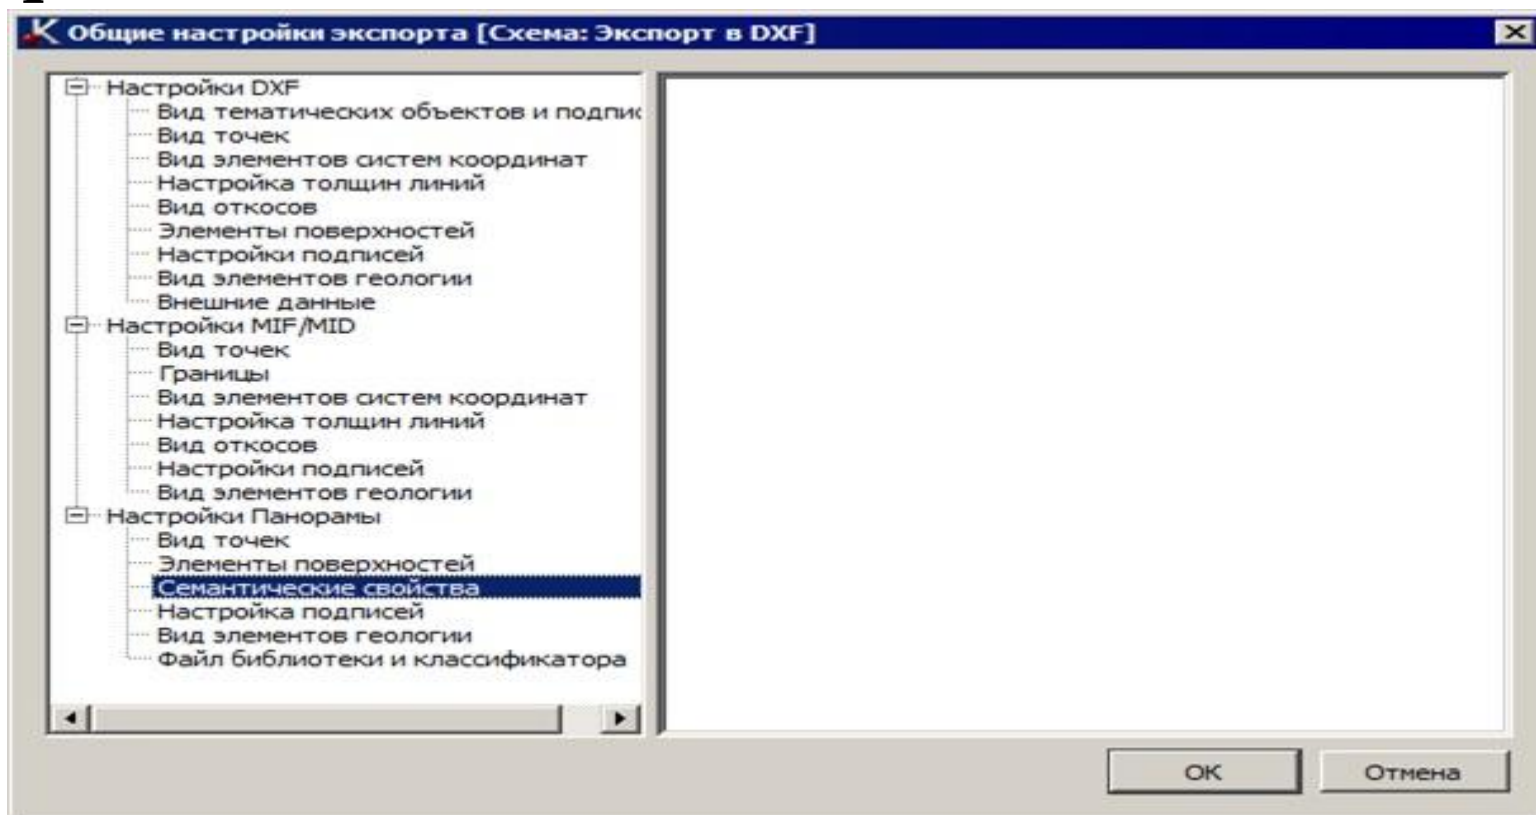 Общие настройки экспорта [Схема: Экспорт в DXF]
Настройки DXF
Вид тематических объектов и подпис
Вид точек
Вид элементов систем координат
Настройка толщин линий
Вид откосов
Элементы поверхностей
Настройки подписей
Вид элементов геологии
Внешние данные
Настройки MIF/MID
Вид точек
Границы
Вид элементов систем координат
Настройка толщин линий
Вид откосов
Настройки подписей
Вид элементов геологии
Настройки Панорамы
Вид точек
Элементы поверхностей
Семантические свойства
Настройка подписей
Вид элементов геологии
Файл библиотеки и классификатора
OK
Отмена